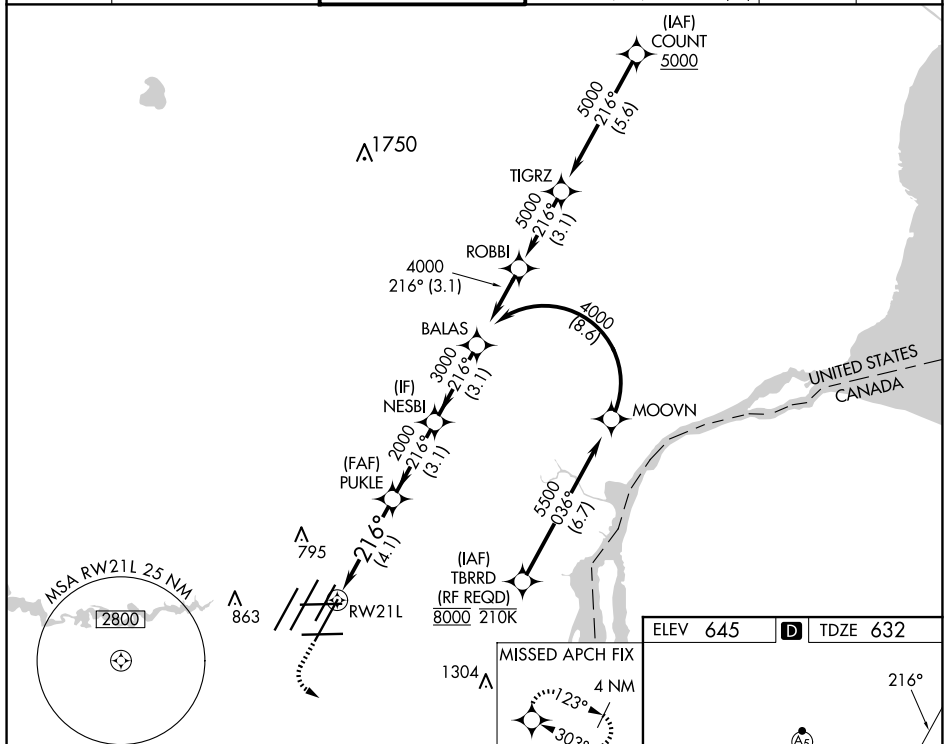 (IAF)
COUNT
5000
5000
216°
(5.6)
1750
TIGRZ
5000
216°
(3.1)
ROBBI
4000
216° (3.1)
4000
(8.6)
BALAS
3000
216°
(3.1)
UNITED STATES
CANADA
(IF)
NESBI
MOOVN
2000
216°
(3.1)
(FAF)
PUKLE
5500
036°
(6.7)
216°
(4.1)
795
(IAF)
TBRRD
(RF REQD)
8000 210K
MSA RW21L 25 NM
2800
863
RW21L
ELEV 645 D TDZE 632
MISSED APCH FIX
1304
4 NM
123°
303°
216°
A5